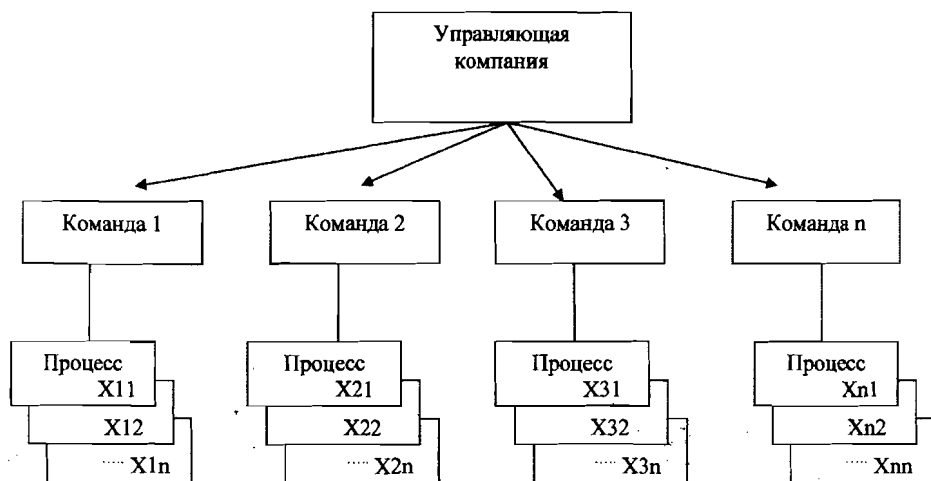 Управляющая
компания
Команда 1
Команда 2
Команда 3
Команда n
Процесс
X11
X12
..... X1n
Процесс
X21
X22
..... X2n
Процесс
X31
X32
..... X3n
Процесс
Xn1
Xn2
..... Xnn